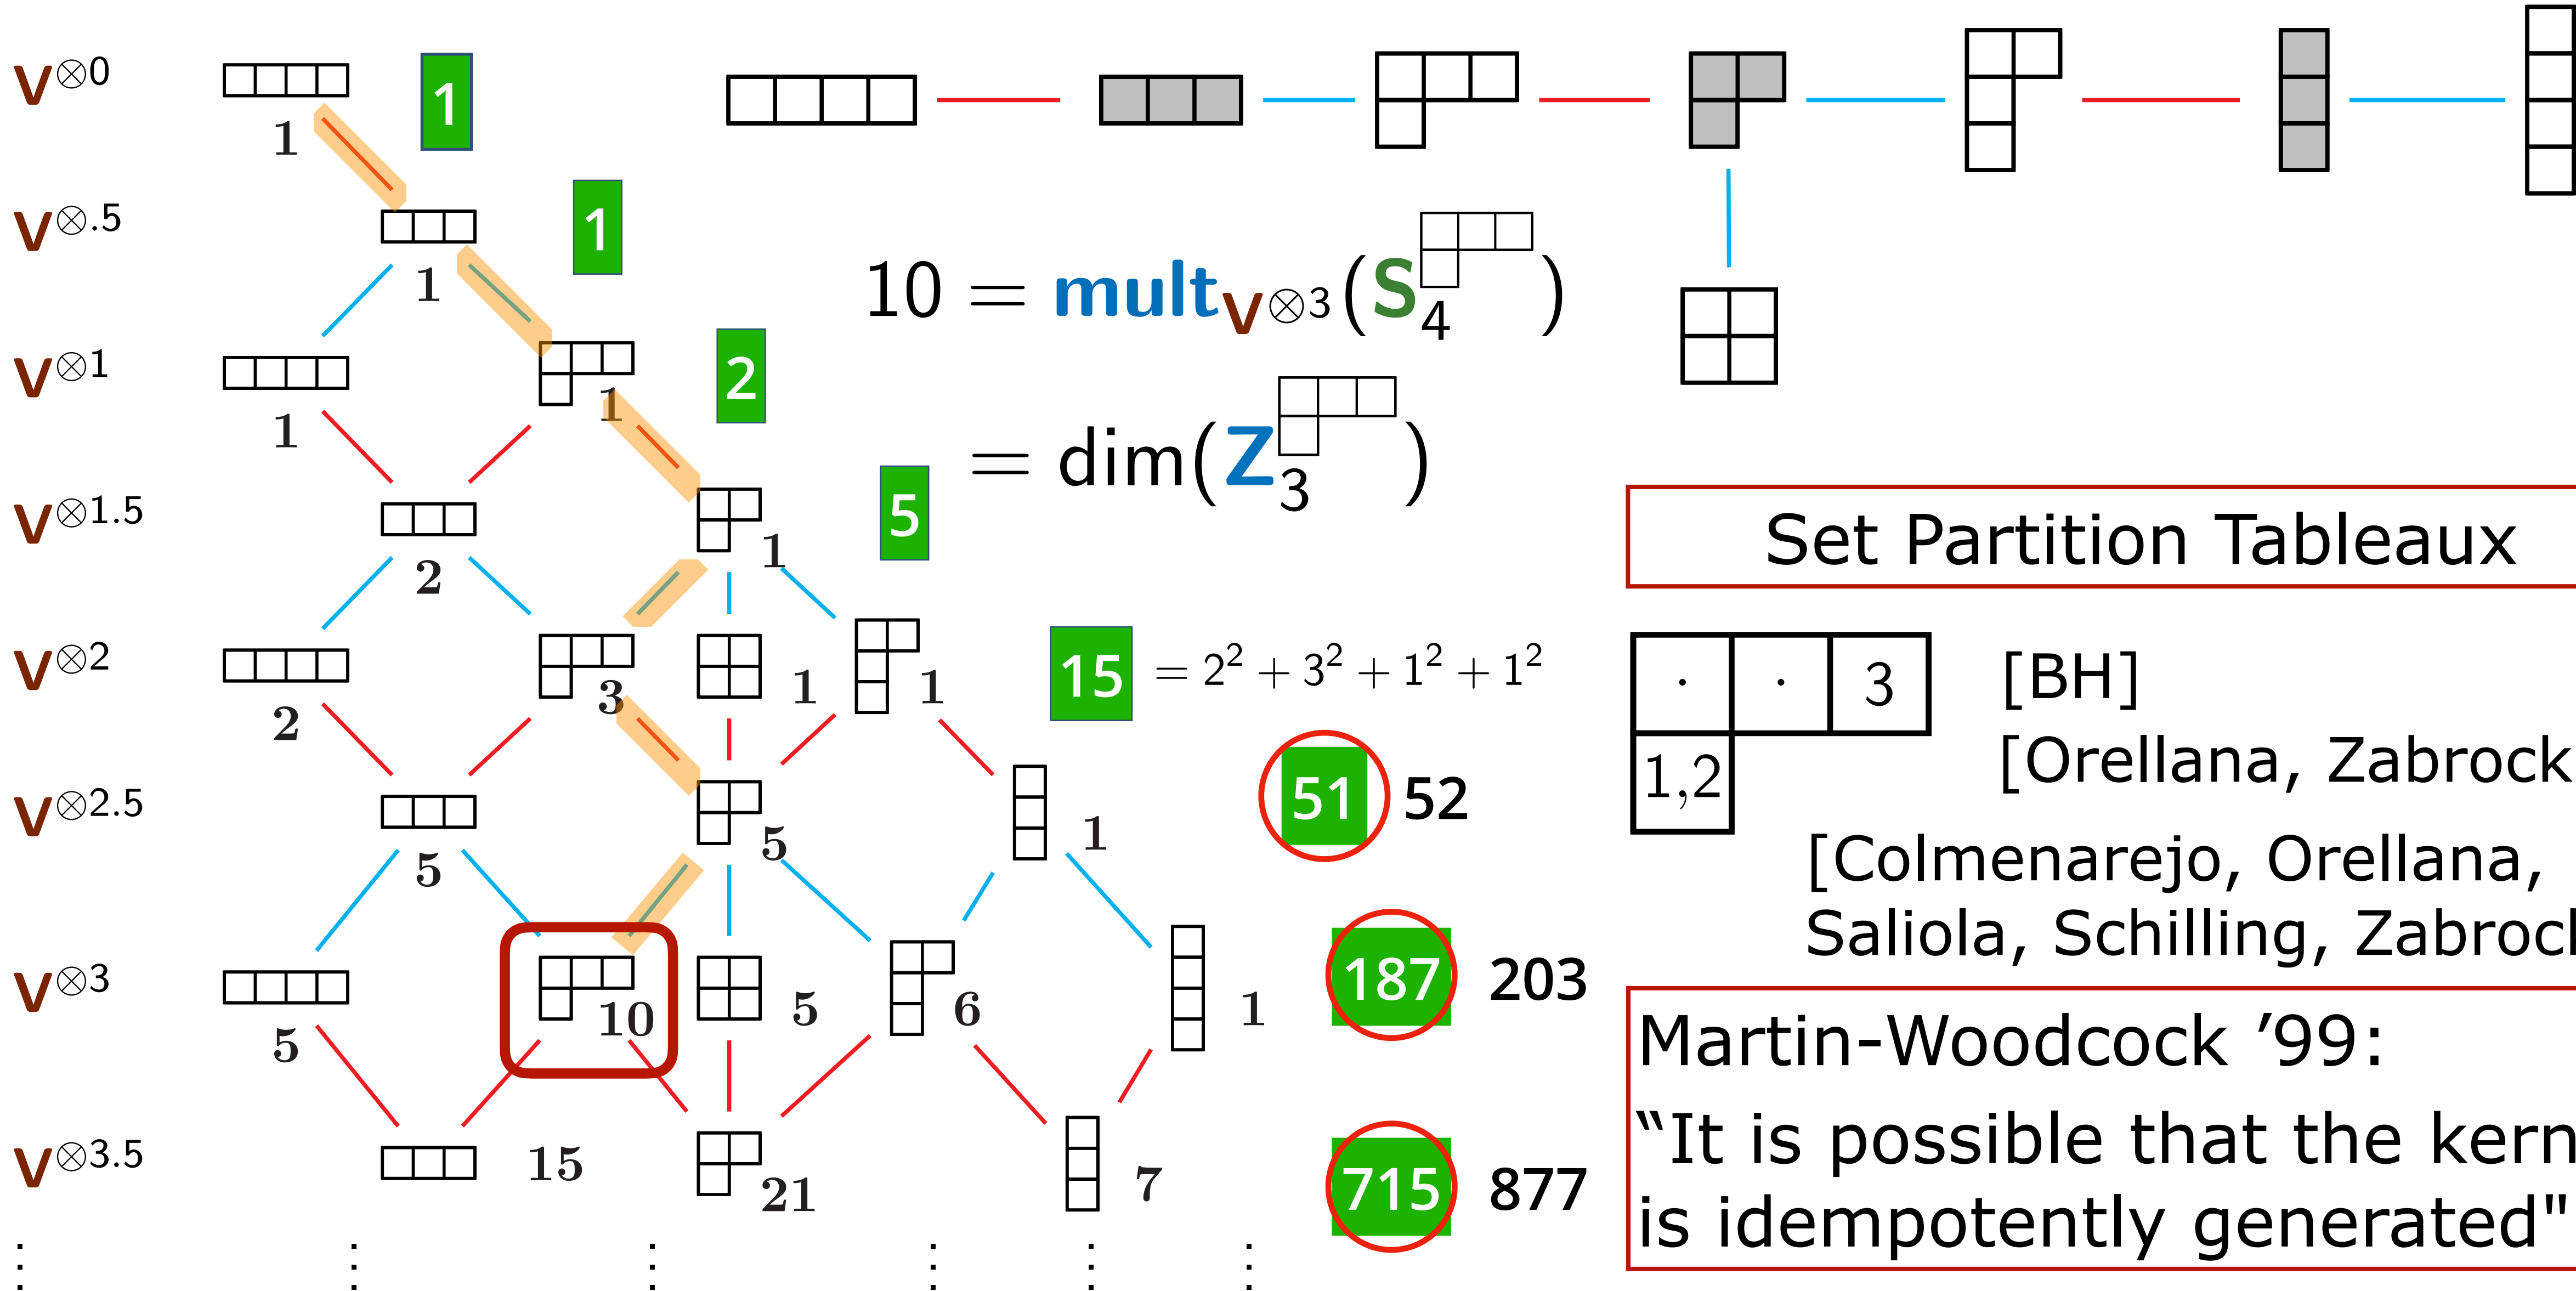 V⊗0
1
1
V⊗.5
1
1
10 = mult V⊗3 (S 4)
V⊗1
1
1
2
= dim(Z 3)
V⊗1.5
2
1
5
Set Partition Tableaux
V⊗2
2
3
1
1
15 = 2² + 3² + 1² + 1²
· · 3
1,2
[BH]
[Orellana, Zabrock
V⊗2.5
5
5
1
51 52
[Colmenarejo, Orellana,
Saliola, Schilling, Zabrock
V⊗3
5
10
5
6
1
187 203
Martin-Woodcock ’99:
V⊗3.5
15
21
7
715 877
“It is possible that the kern
is idempotently generated"